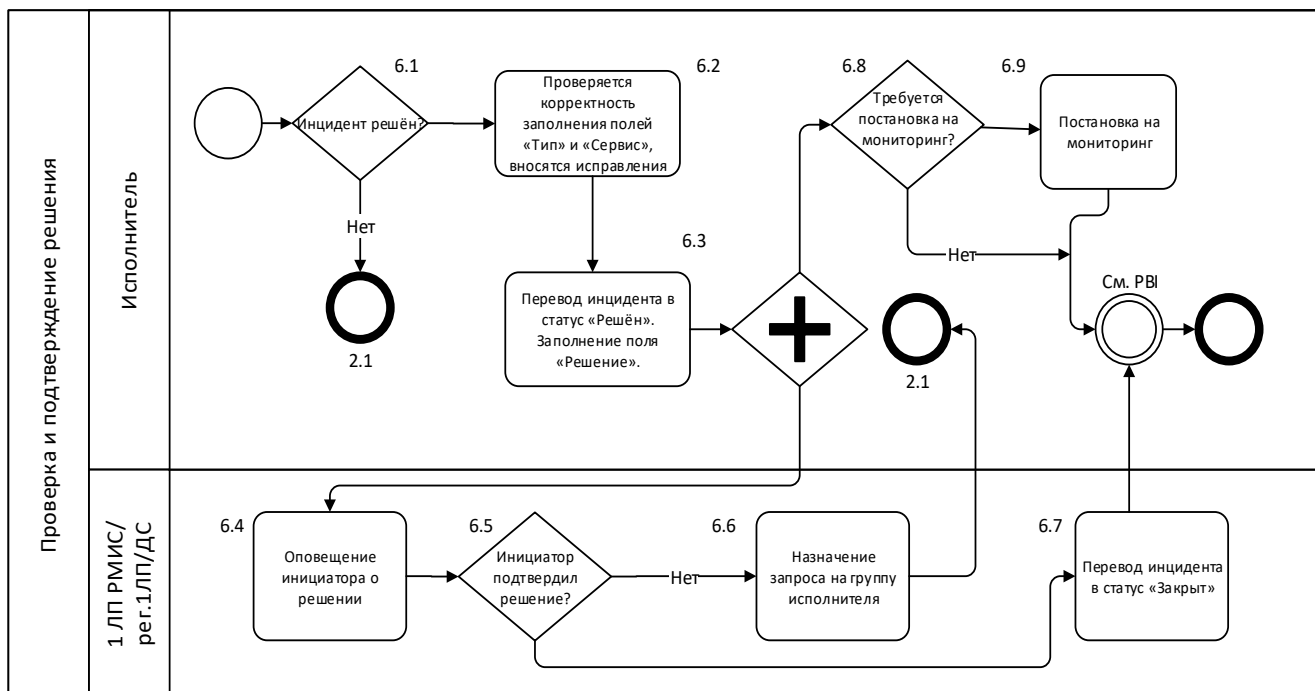 Проверка и подтверждение решения
Исполнитель
6.1
Инцидент решён?
Нет
2.1
6.2
Проверяется
корректность
заполнения полей
«Тип» и «Сервис»,
вносятся исправления
6.3
Перевод инцидента в
статус «Решён».
Заполнение поля
«Решение».
6.8
Требуется
постановка на
мониторинг?
Нет
6.9
Постановка на
мониторинг
2.1
См. PBI
1 ЛП РМИС/
рег.1ЛП/ДС
6.4
Оповещение
инициатора о
решении
6.5
Инициатор
подтвердил
решение?
Нет
6.6
Назначение
запроса на группу
исполнителя
6.7
Перевод инцидента
в статус «Закрыт»